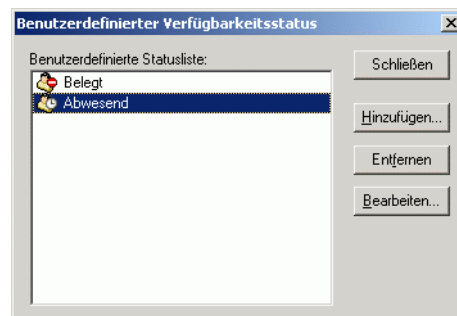 Benutzerdefinierter Verfügbarkeitsstatus
Benutzerdefinierte Statusliste:
Belegt
Abwesend
Schließen
Hinzufügen...
Entfernen
Bearbeiten...